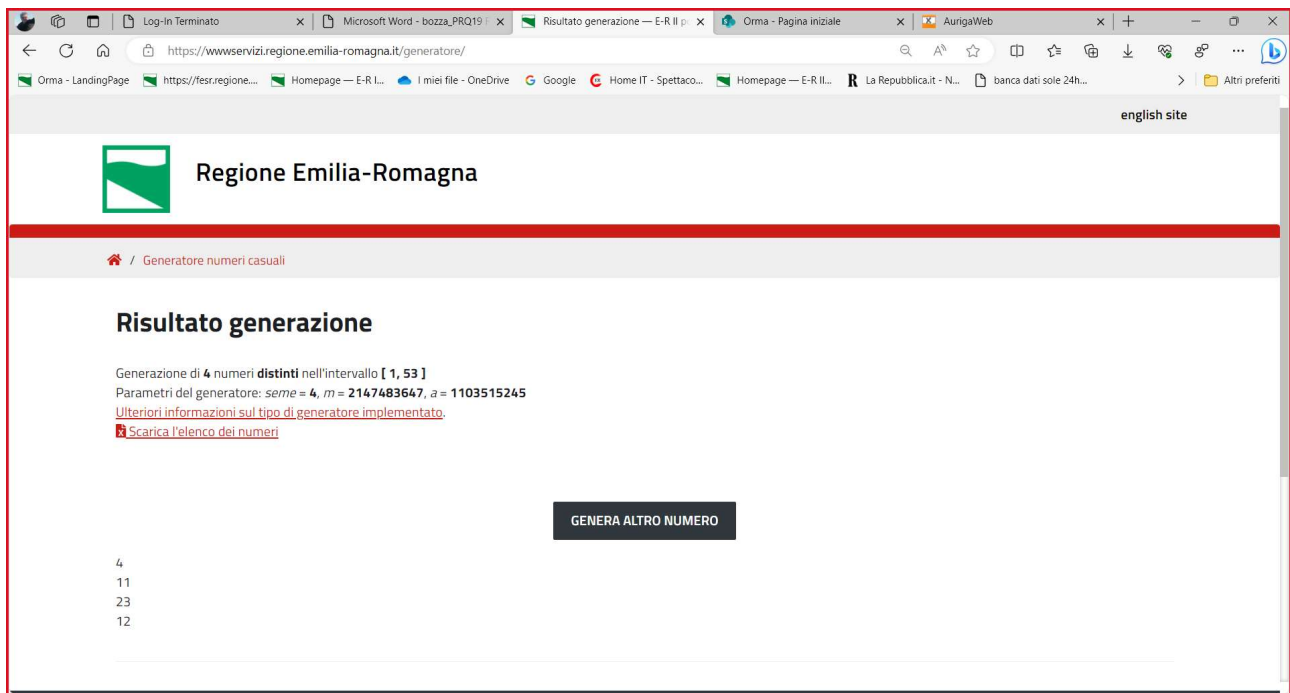 Log-In Terminato
Microsoft Word - bozza_PRQ19 F
Risultato generazione — E-R Il po
Orma - Pagina iniziale
AurigaWeb
https://wwwservizi.regione.emilia-romagna.it/generatore/
Orma - LandingPage
https://fesr.regione....
Homepage — E-R I...
I miei file - OneDrive
Google
Home IT - Spettaco...
Homepage — E-R Il...
La Repubblica.it - N...
banca dati sole 24h...
Altri preferiti
english site
Regione Emilia-Romagna
/ Generatore numeri casuali
Risultato generazione
Generazione di 4 numeri distinti nell'intervallo [ 1, 53 ]
Parametri del generatore: seme = 4, m = 2147483647, a = 1103515245
Ulteriori informazioni sul tipo di generatore implementato.
Scarica l'elenco dei numeri
GENERA ALTRO NUMERO
4
11
23
12